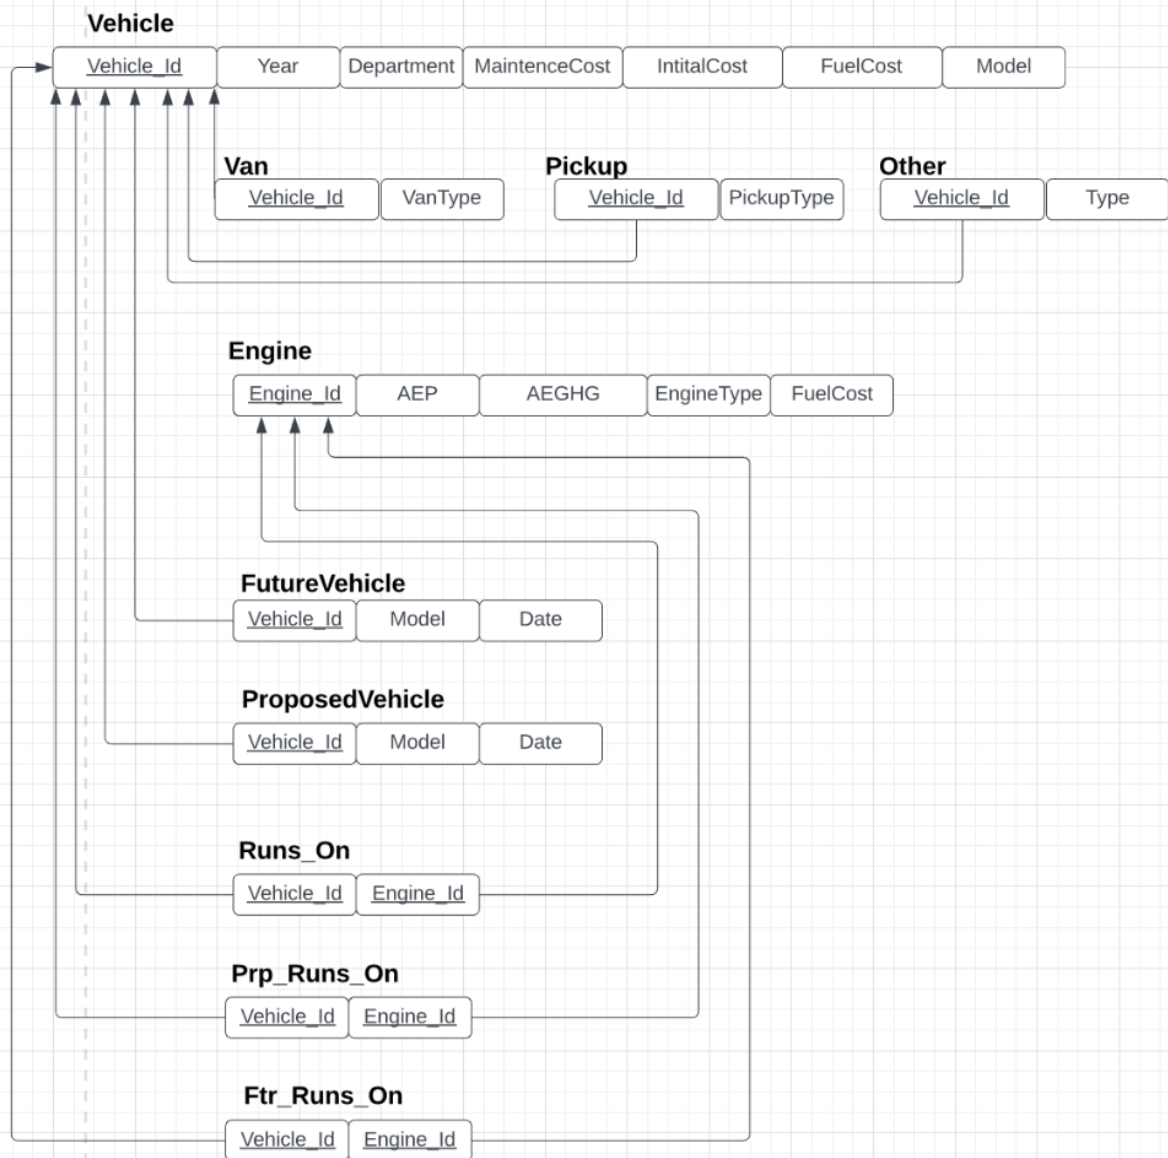 Vehicle
Vehicle_Id Year Department MaintenceCost IntitalCost FuelCost Model
Van Pickup Other
Vehicle_Id VanType Vehicle_Id PickupType Vehicle_Id Type
Engine
Engine_Id AEP AEGHG EngineType FuelCost
FutureVehicle
Vehicle_Id Model Date
ProposedVehicle
Vehicle_Id Model Date
Runs_On
Vehicle_Id Engine_Id
Prp_Runs_On
Vehicle_Id Engine_Id
Ftr_Runs_On
Vehicle_Id Engine_Id